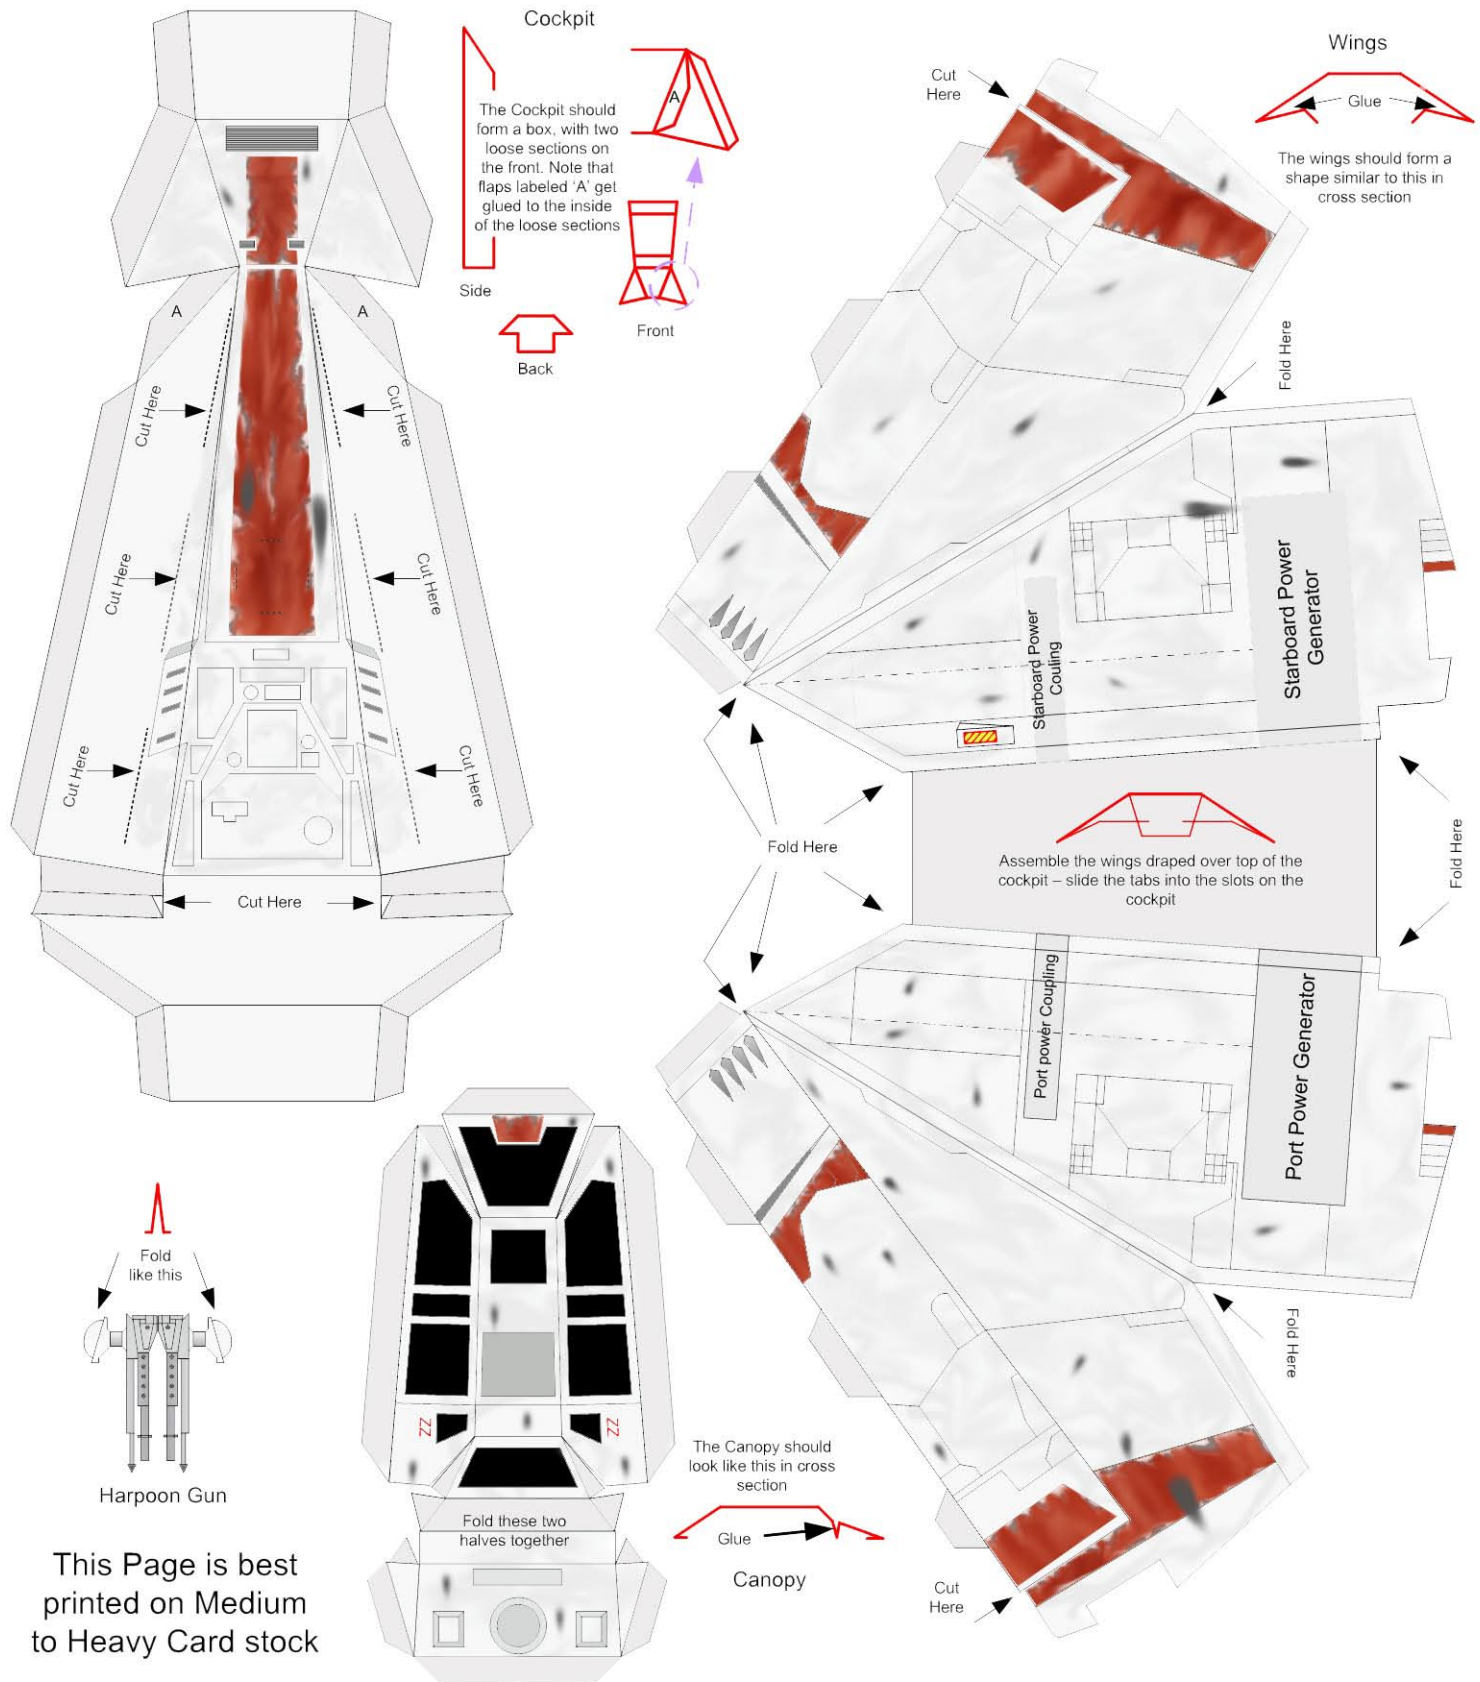 Cockpit
The Cockpit should
form a box, with two
loose sections on
the front. Note that
flaps labeled ‘A’ get
glued to the inside
of the loose sections
A
Side
Front
Back
A
A
Cut Here
Cut Here
Cut Here
Cut Here
Cut Here
Cut Here
Cut Here
Wings
Glue
The wings should form a
shape similar to this in
cross section
Cut
Here
Fold Here
Starboard Power
Couling
Starboard Power
Generator
Fold Here
Fold Here
Assemble the wings draped over top of the
cockpit – slide the tabs into the slots on the
cockpit
Port power Coupling
Port Power Generator
Fold Here
Cut
Here
Fold
like this
Harpoon Gun
ZZ
ZZ
Fold these two
halves together
The Canopy should
look like this in cross
section
Glue
Canopy
This Page is best
printed on Medium
to Heavy Card stock